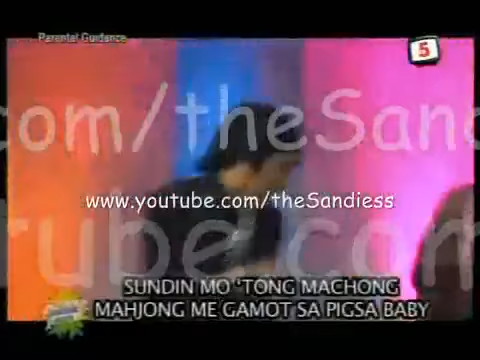 Parental Guidance
5
.com/theSand
www.youtube.com/theSandiess
tube.com
SUNDIN MO 'TONG MACHONG
MAHJONG ME GAMOT SA PIGSA BABY